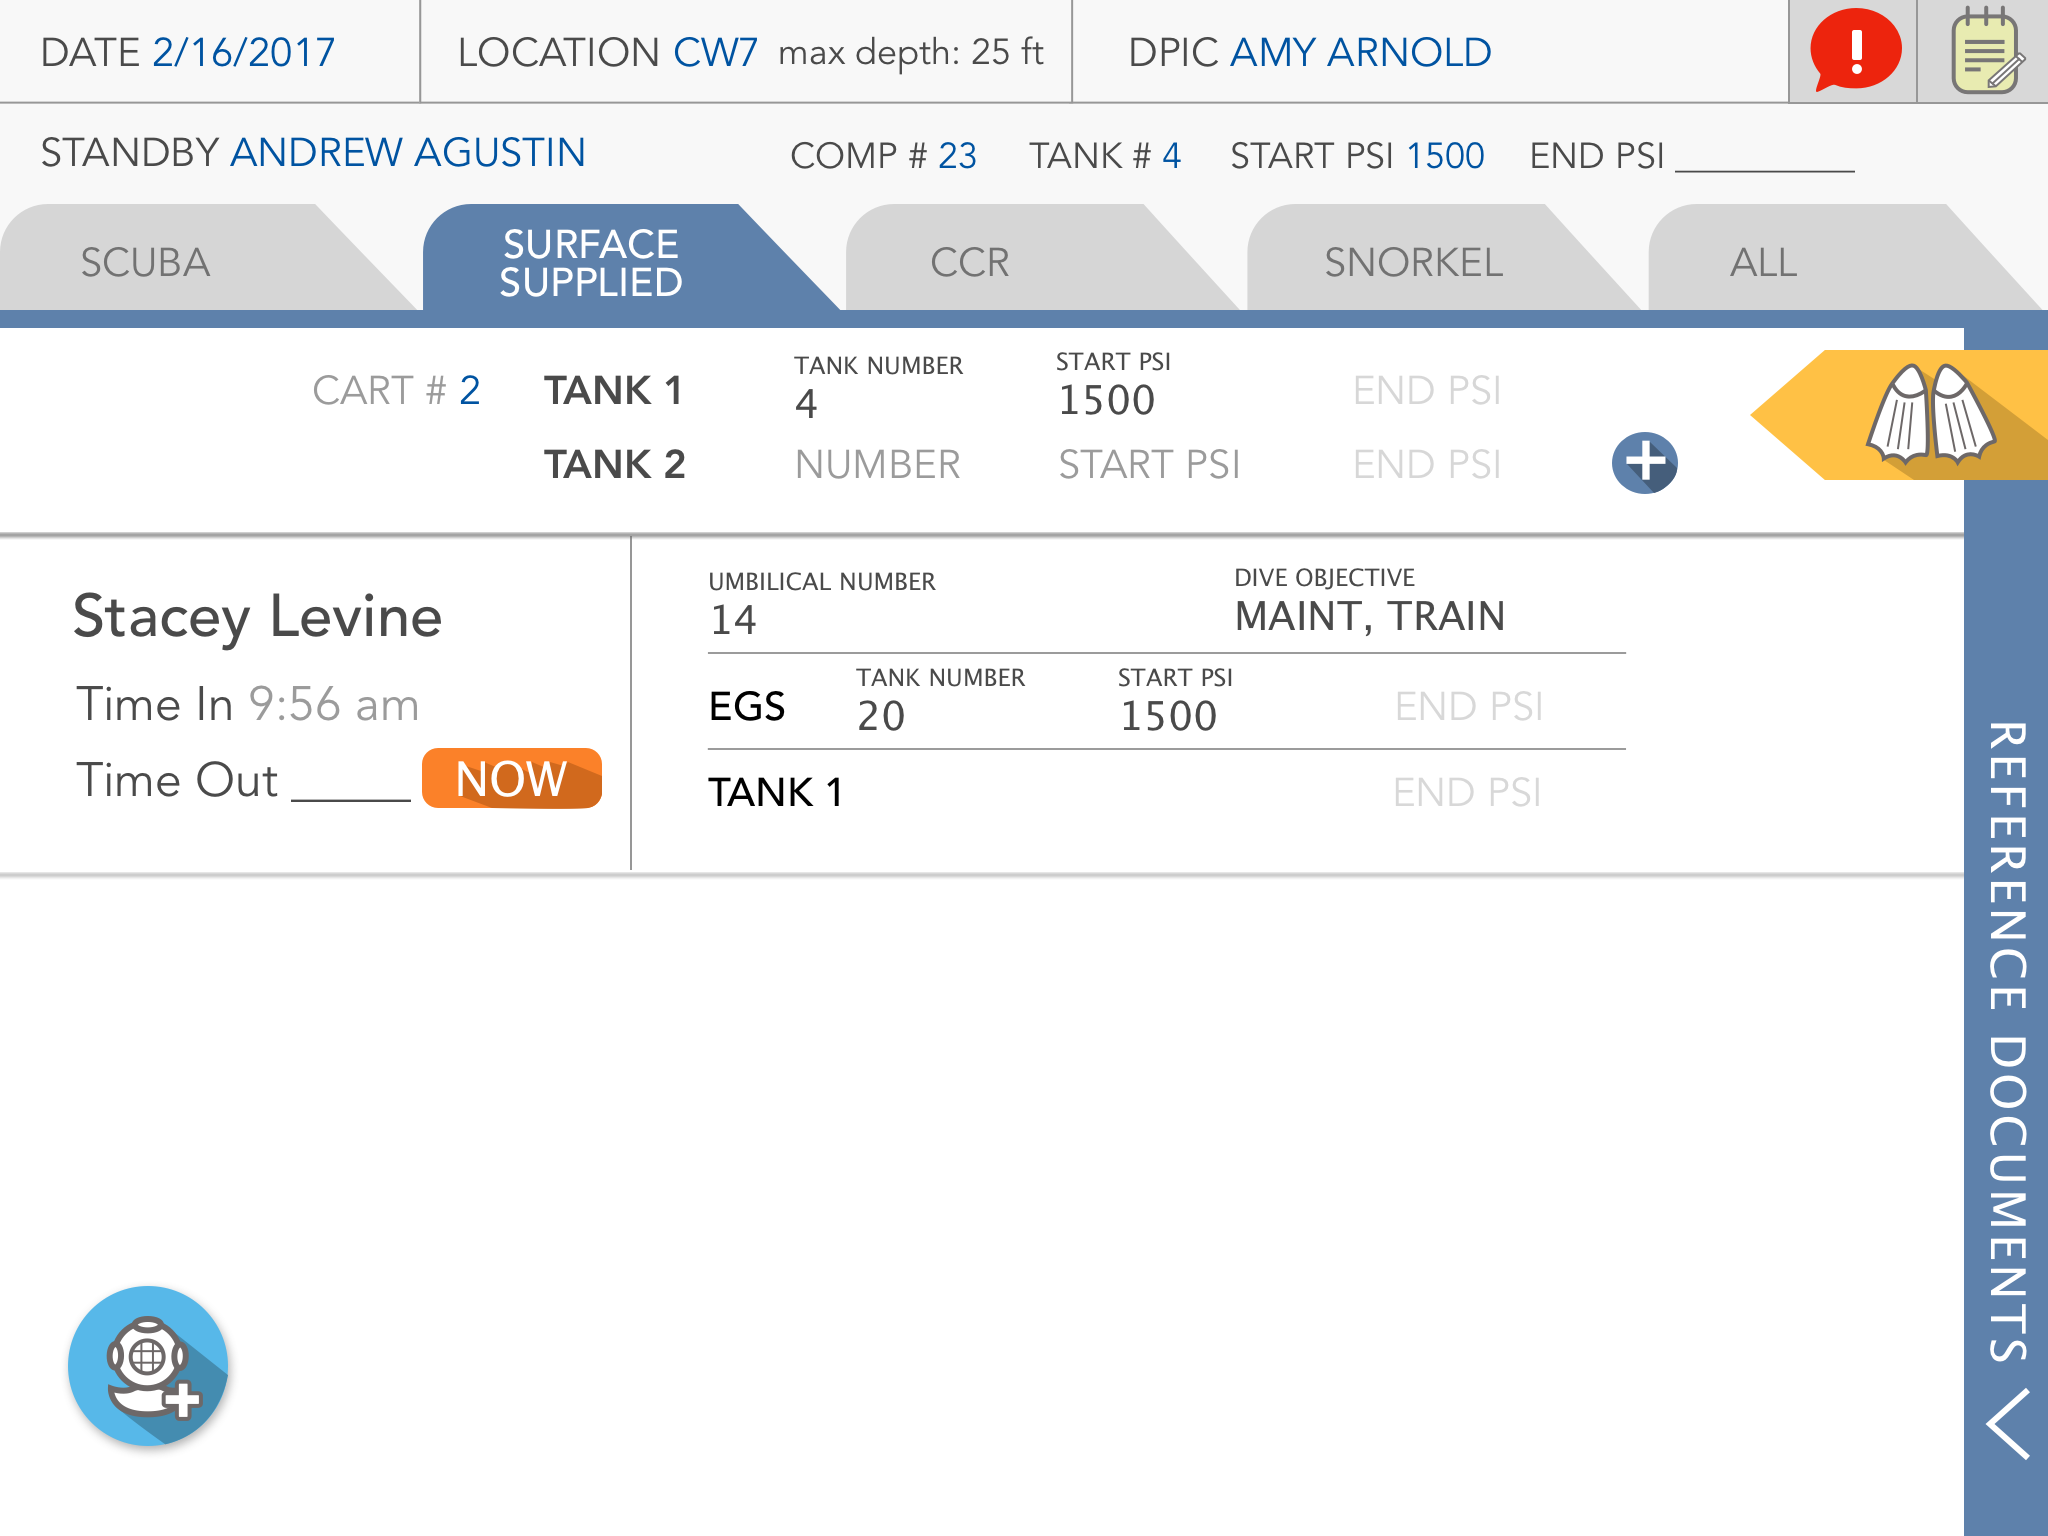 DATE 2/16/2017
LOCATION CW7 max depth: 25 ft
DPIC AMY ARNOLD
STANDBY ANDREW AGUSTIN
COMP # 23
TANK # 4
START PSI 1500
END PSI
SCUBA
SURFACE
SUPPLIED
CCR
SNORKEL
ALL
CART # 2
TANK 1
TANK NUMBER
4
START PSI
1500
END PSI
TANK 2
NUMBER
START PSI
END PSI
Stacey Levine
Time In 9:56 am
Time Out
NOW
UMBILICAL NUMBER
14
DIVE OBJECTIVE
MAINT, TRAIN
EGS
TANK NUMBER
20
START PSI
1500
END PSI
TANK 1
END PSI
REFERENCE DOCUMENTS